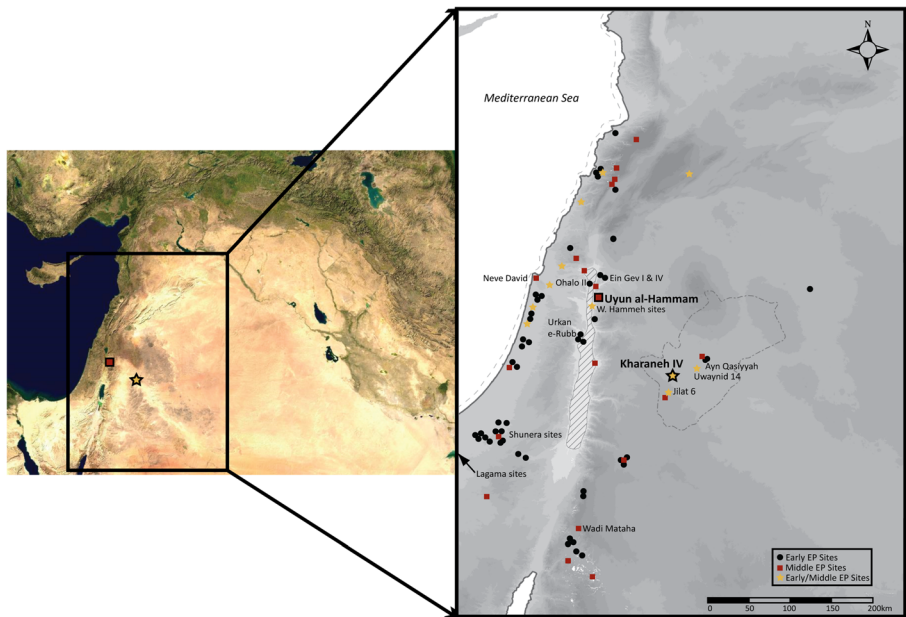 N
Mediterranean Sea
Neve David
Ein Gev I & IV
Ohalo II
Uyun al-Hammam
W. Hammeh sites
Urkan
e-Rubb
Kharaneh IV
Ayn Qasiyyah
Uwaynid 14
Jilat 6
Shunera sites
Lagama sites
Wadi Mataha
Early EP Sites
Middle EP Sites
Early/Middle EP Sites
0km 50 100 150 200km